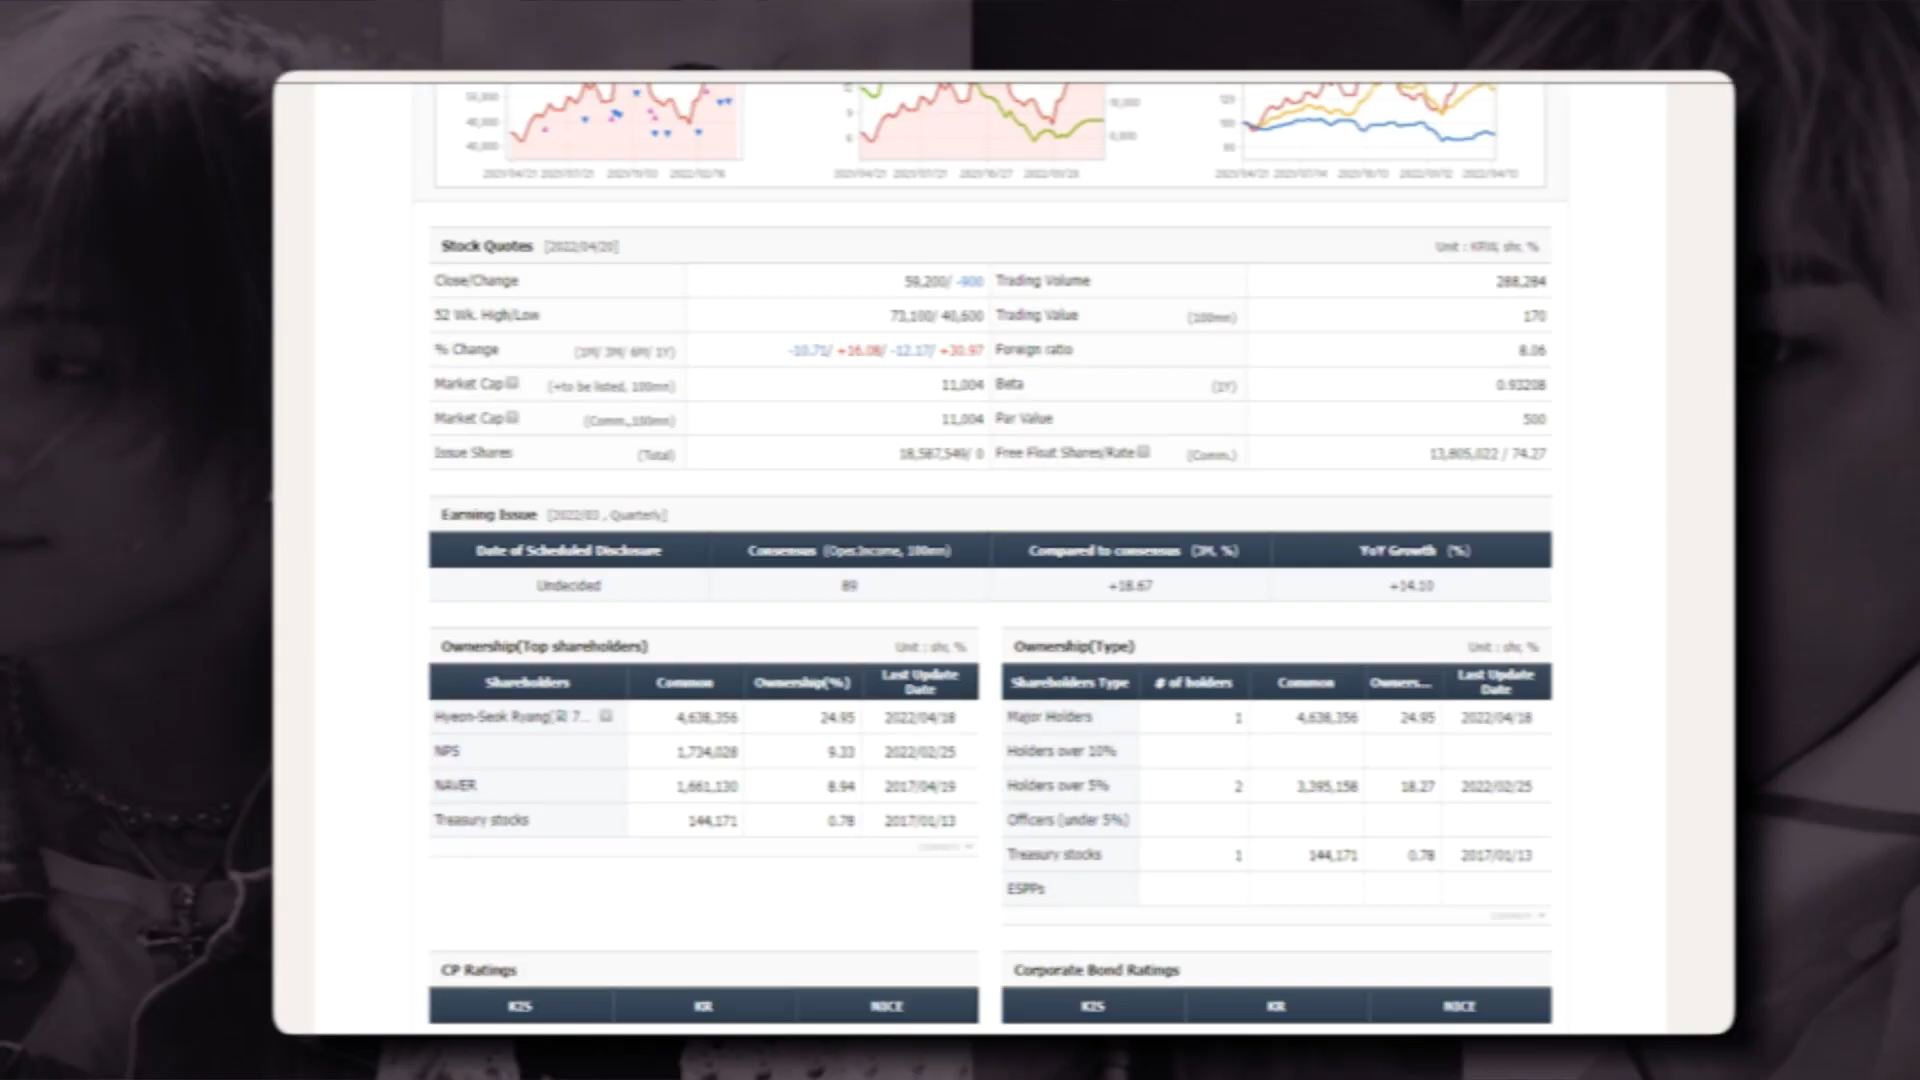 Stock Quotes [2022/04/20] Unit : KRW, shr, %
Close/Change 59,200/ -900 Trading Volume 288,284
52 Wk. High/Low 73,100/ 40,600 Trading Value (100mn) 170
% Change (1M/ 3M/ 6M/ 1Y) -10.71/ +16.08/ -12.17/ +30.97 Foreign ratio 8.06
Market Cap (+to be listed, 100mn) 11,004 Beta (1Y) 0.93208
Market Cap (Comm.,100mn) 11,004 Par Value 500
Issue Shares (Total) 18,587,549/ 0 Free Float Shares/Rate (Comm.) 13,805,022 / 74.27
Earning Issue [2022/03 , Quarterly]
Date of Scheduled Disclosure Consensus (Oper.Income, 100mn) Compared to consensus (3M, %) YoY Growth (%)
Undecided 89 +18.67 +14.10
Ownership(Top shareholders) Unit : shr, %
Shareholders Common Ownership(%) Last Update Date
Hyeon-Seok Ryang( 7... 4,638,356 24.95 2022/04/18
NPS 1,734,028 9.33 2022/02/25
NAVER 1,661,130 8.94 2017/04/19
Treasury stocks 144,171 0.78 2017/01/13
Ownership(Type) Unit : shr, %
Shareholders Type # of holders Common Owners... Last Update Date
Major Holders 1 4,638,356 24.95 2022/04/18
Holders over 10%
Holders over 5% 2 3,395,158 18.27 2022/02/25
Officers (under 5%)
Treasury stocks 1 144,171 0.78 2017/01/13
ESPPs
CP Ratings
KIS KR NICE
Corporate Bond Ratings
KIS KR NICE